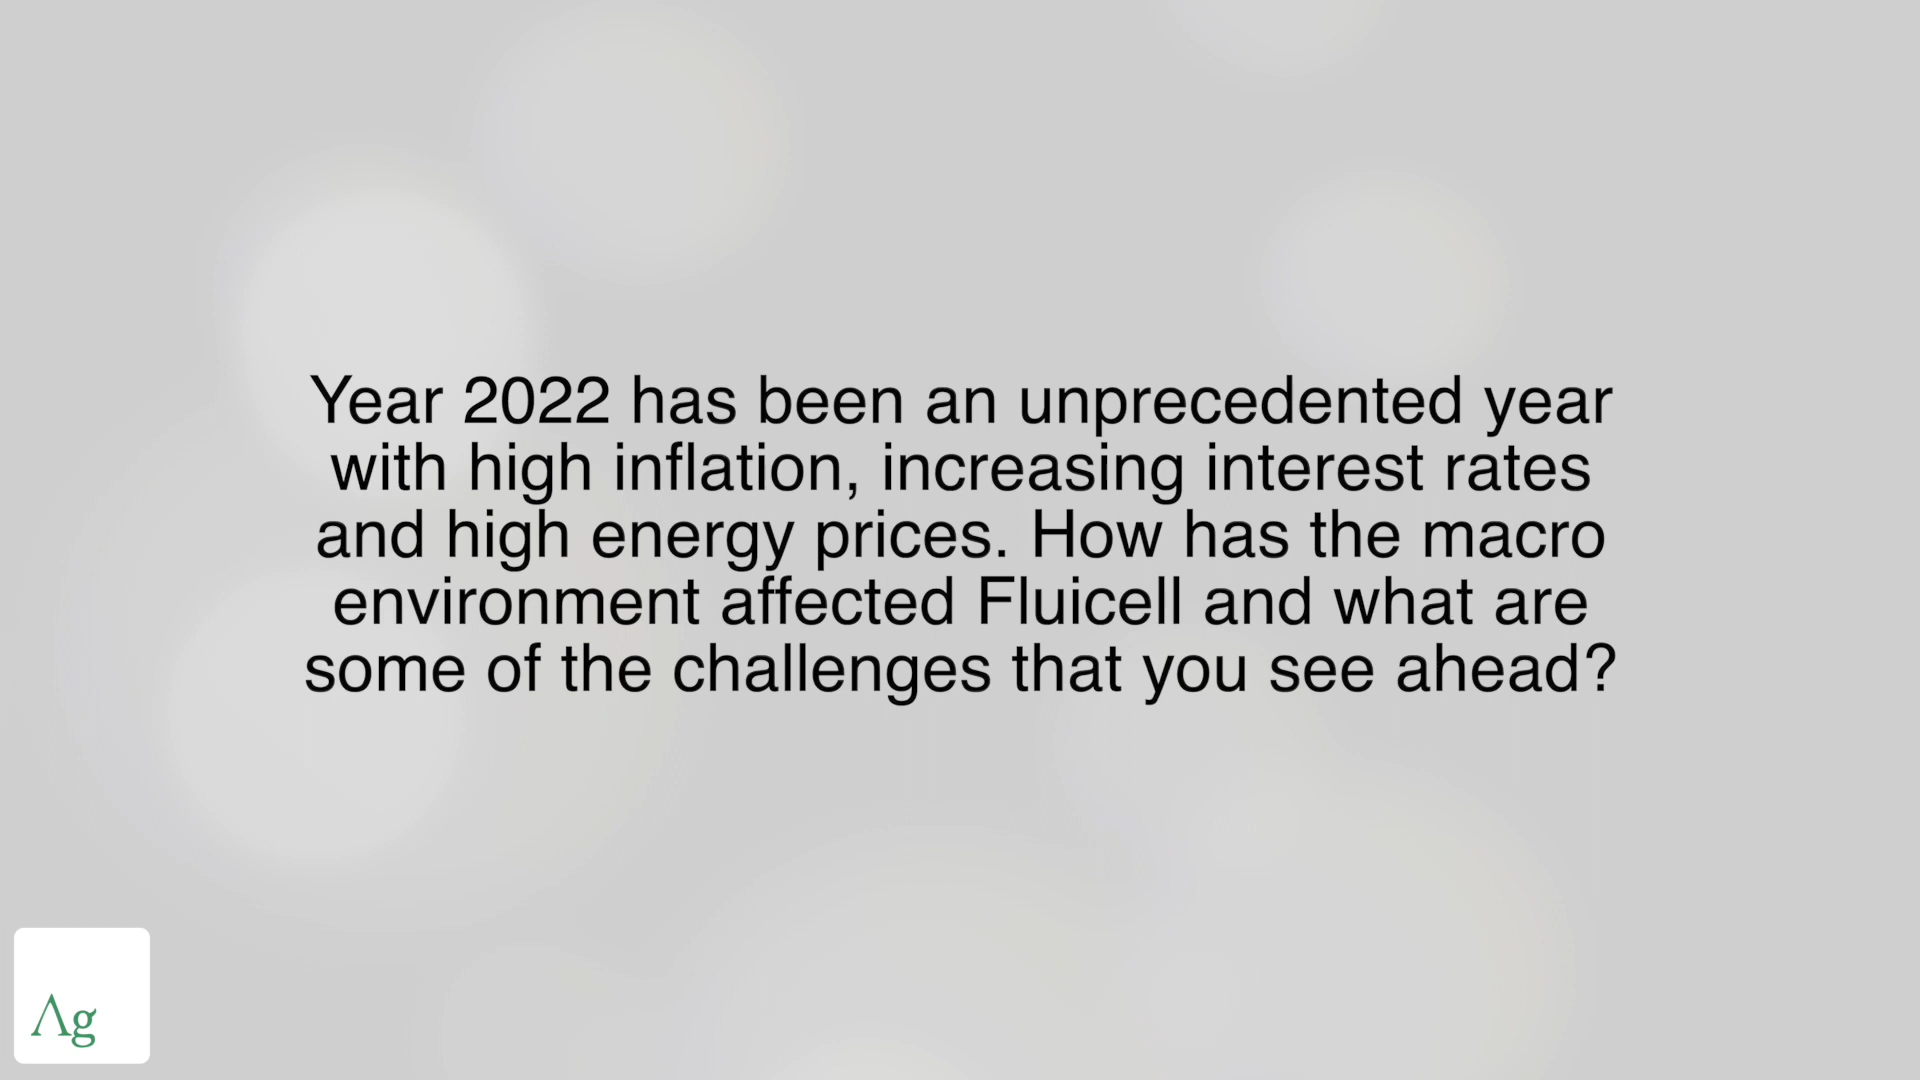 Year 2022 has been an unprecedented year
with high inflation, increasing interest rates
and high energy prices. How has the macro
environment affected Fluicell and what are
some of the challenges that you see ahead?
Λg